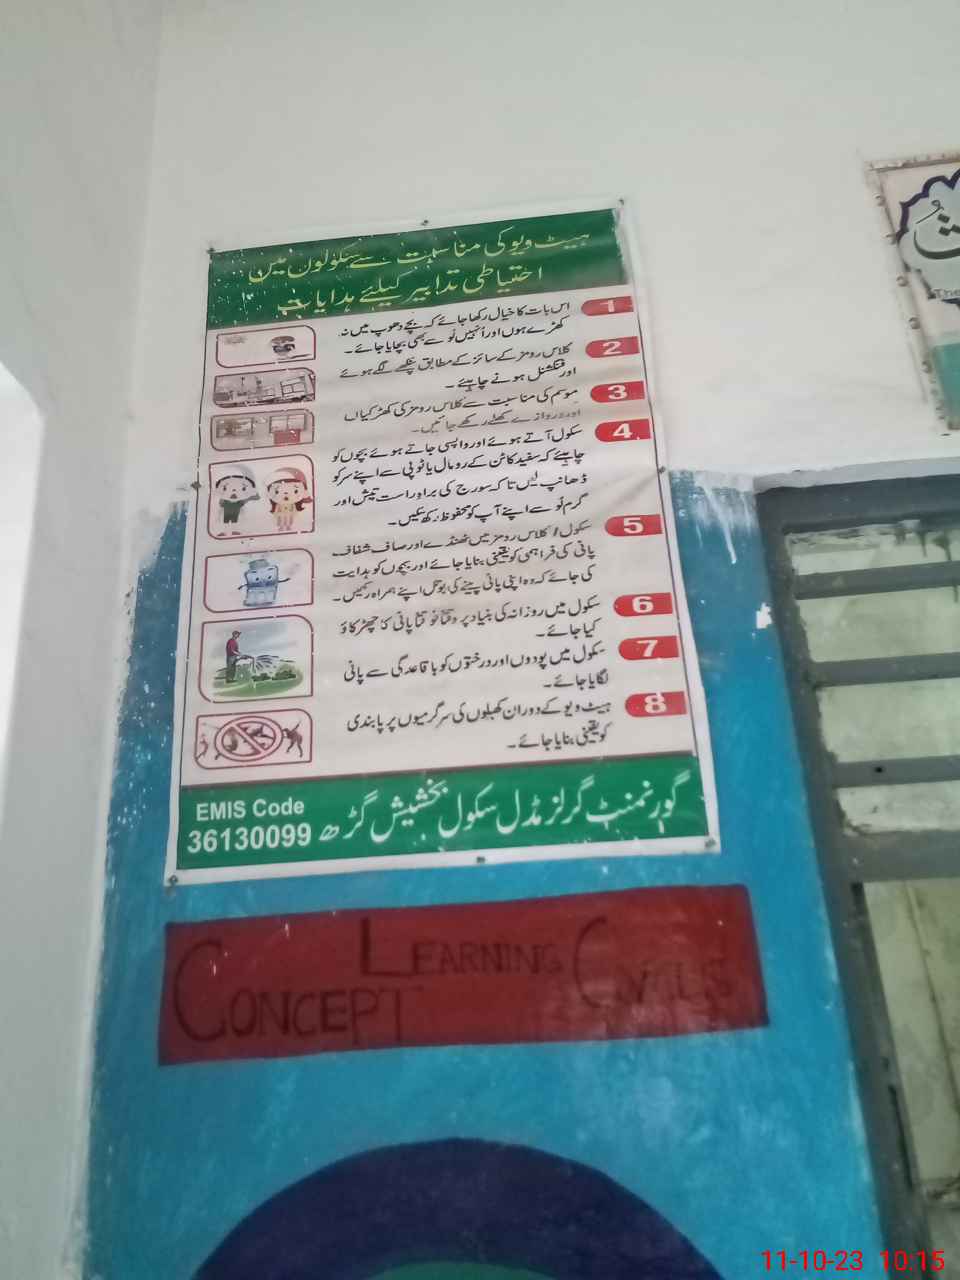 ہیٹ ویو کی مناسبت سے سکولوں میں
احتیاطی تدابیر کیلئے ہدایات
1 اس بات کا خیال رکھا جائے کہ بچے دھوپ میں نہ
کھڑے ہوں اور انہیں لُو سے بھی بچایا جائے۔
2 کلاس رومز کے سائز کے مطابق پنکھے لگے ہوئے
اور فنکشنل ہونے چاہیئے۔
3 موسم کی مناسبت سے کلاس رومز کی کھڑکیاں
اور دروازے کھلے رکھے جائیں۔
4 سکول آتے ہوئے اور واپسی جاتے ہوئے بچوں کو
چاہیئے کہ سفید کاٹن کے رومال یا ٹوپی سے اپنے سر کو
ڈھانپ لیں تاکہ سورج کی براہ راست تپش اور
گرم لُو سے اپنے آپ کو محفوظ رکھ سکیں۔
5 سکول / کلاس رومز میں ٹھنڈے اور صاف شفاف
پانی کی فراہمی کو یقینی بنایا جائے اور بچوں کو ہدایت
کی جائے کہ وہ اپنی پانی پینے کی بوتل اپنے ہمراہ رکھیں۔
6 سکول میں روزانہ کی بنیاد پر وقتاً فوقتاً پانی کا چھڑکاؤ
کیا جائے۔
7 سکول میں پودوں اور درختوں کو باقاعدگی سے پانی
لگایا جائے۔
8 ہیٹ ویو کے دوران کھیلوں کی سرگرمیوں پر پابندی
کو یقینی بنایا جائے۔
گورنمنٹ گرلز مڈل سکول بخشیش گڑھ
EMIS Code
36130099
CONCEPT LEARNING
11-10-23 10:15